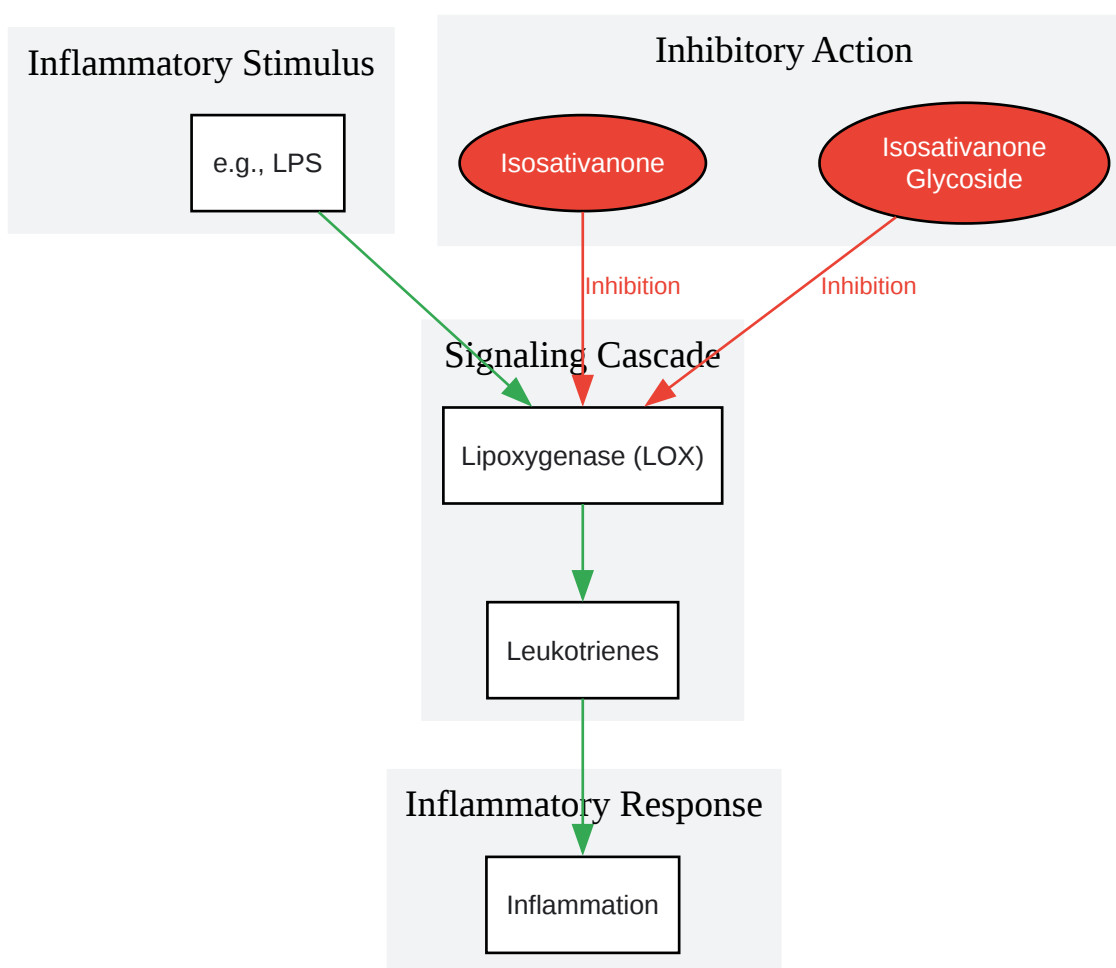 Inflammatory Stimulus
Inhibitory Action
e.g., LPS
Isosativanone
Isosativanone
Glycoside
Inhibition
Inhibition
Signaling Cascade
Lipoxygenase (LOX)
Leukotrienes
Inflammatory Response
Inflammation